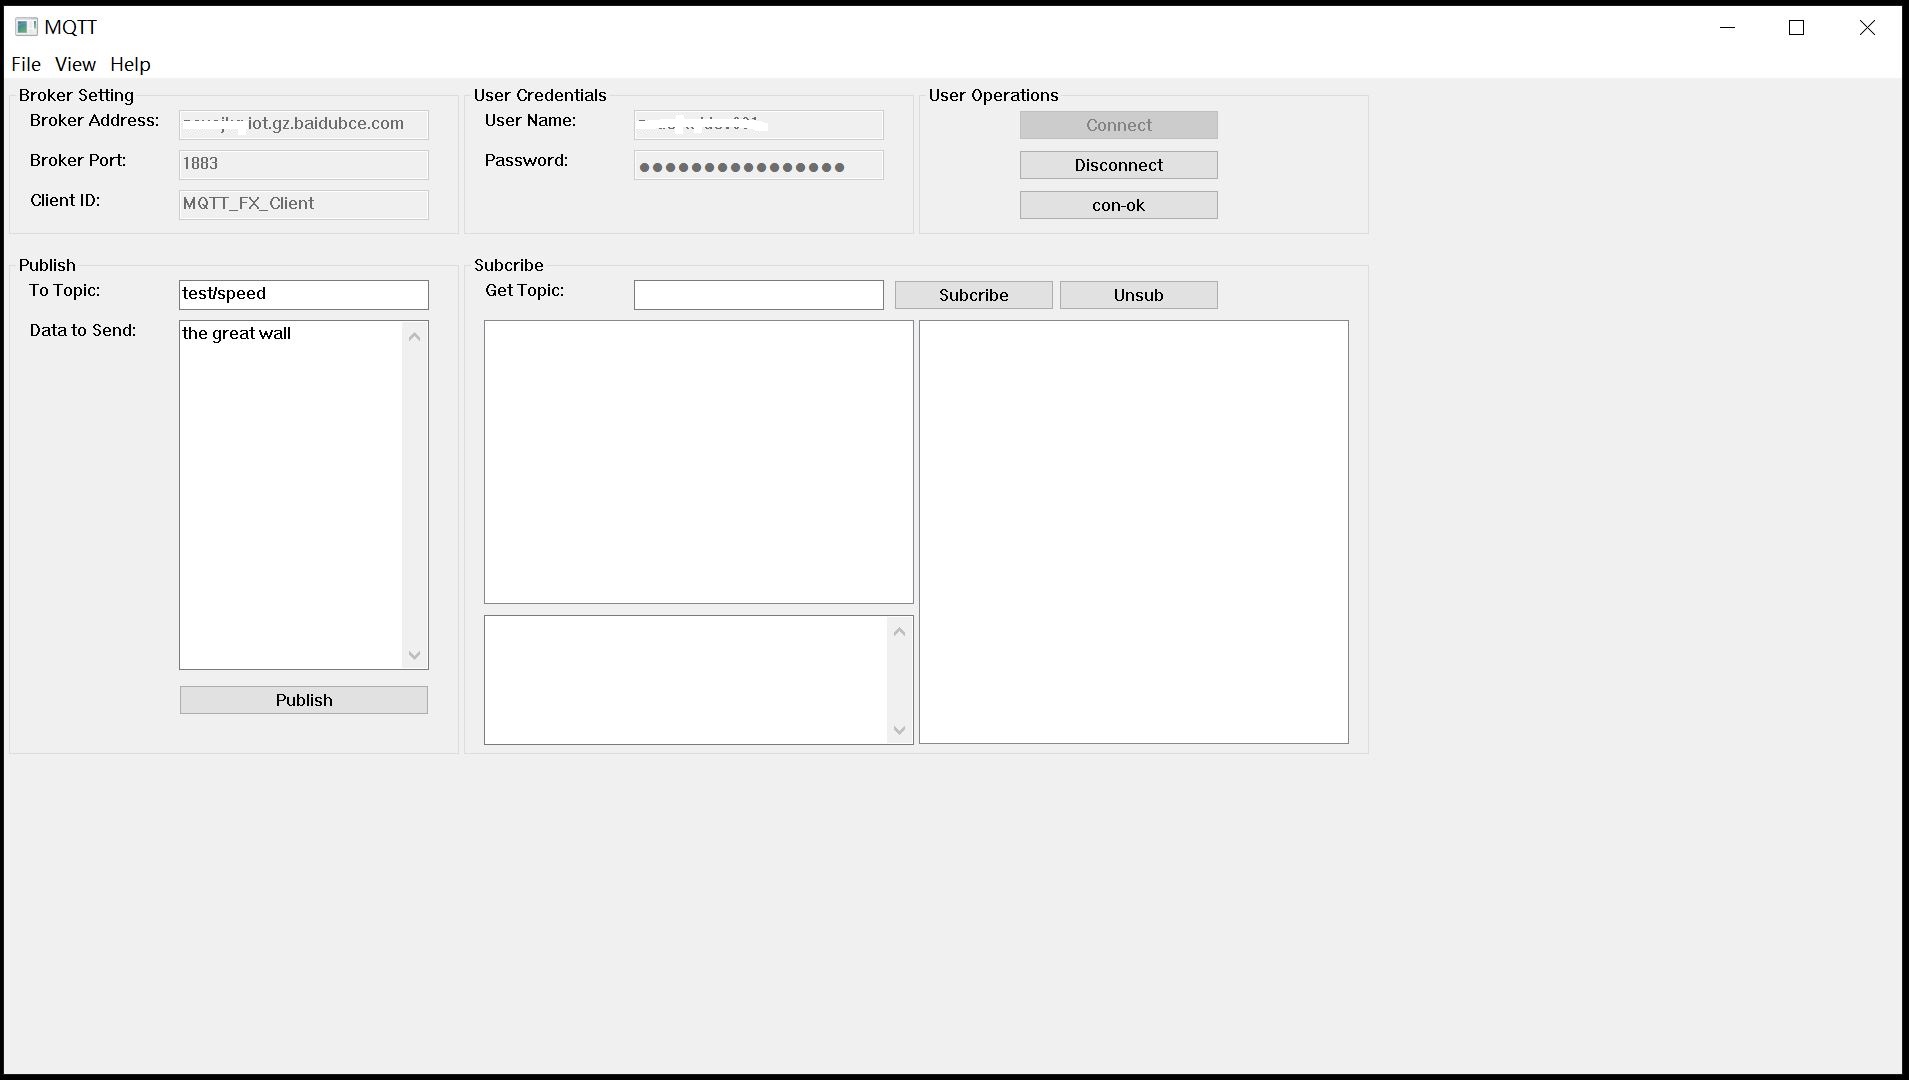 MQTT
File View Help
Broker Setting
Broker Address: iot.gz.baidubce.com
Broker Port: 1883
Client ID: MQTT_FX_Client
User Credentials
User Name:
Password: ●●●●●●●●●●●●●●●●
User Operations
Connect
Disconnect
con-ok
Publish
To Topic: test/speed
Data to Send: the great wall
Publish
Subcribe
Get Topic: Subcribe Unsub